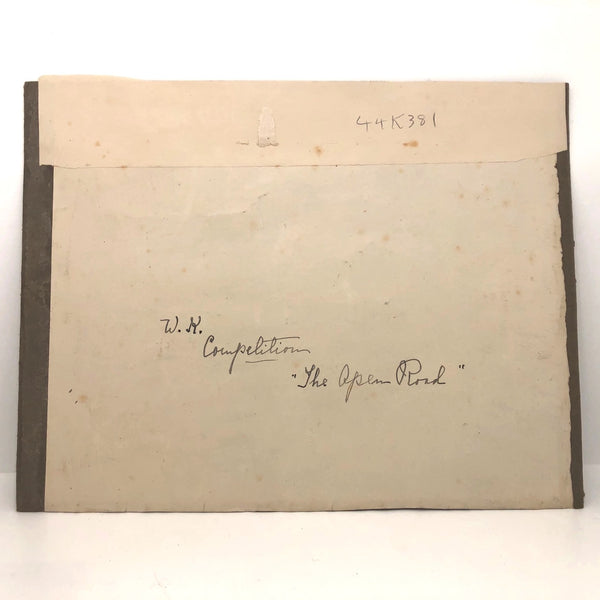 44K381
W. K.
Competition
"The Open Road"